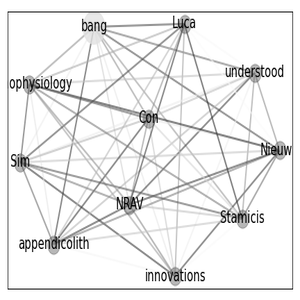 bang
Luca
understood
ophysiology
Con
Nieuw
Sim
NRAV
Stamicis
appendicolith
innovations